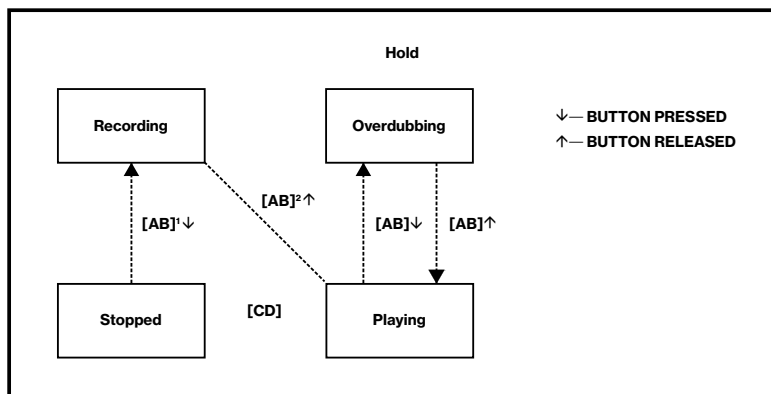 Hold
Recording
Overdubbing
↓— BUTTON PRESSED
↑— BUTTON RELEASED
[AB]¹↓
[AB]²↑
[AB]↓
[AB]↑
Stopped
[CD]
Playing